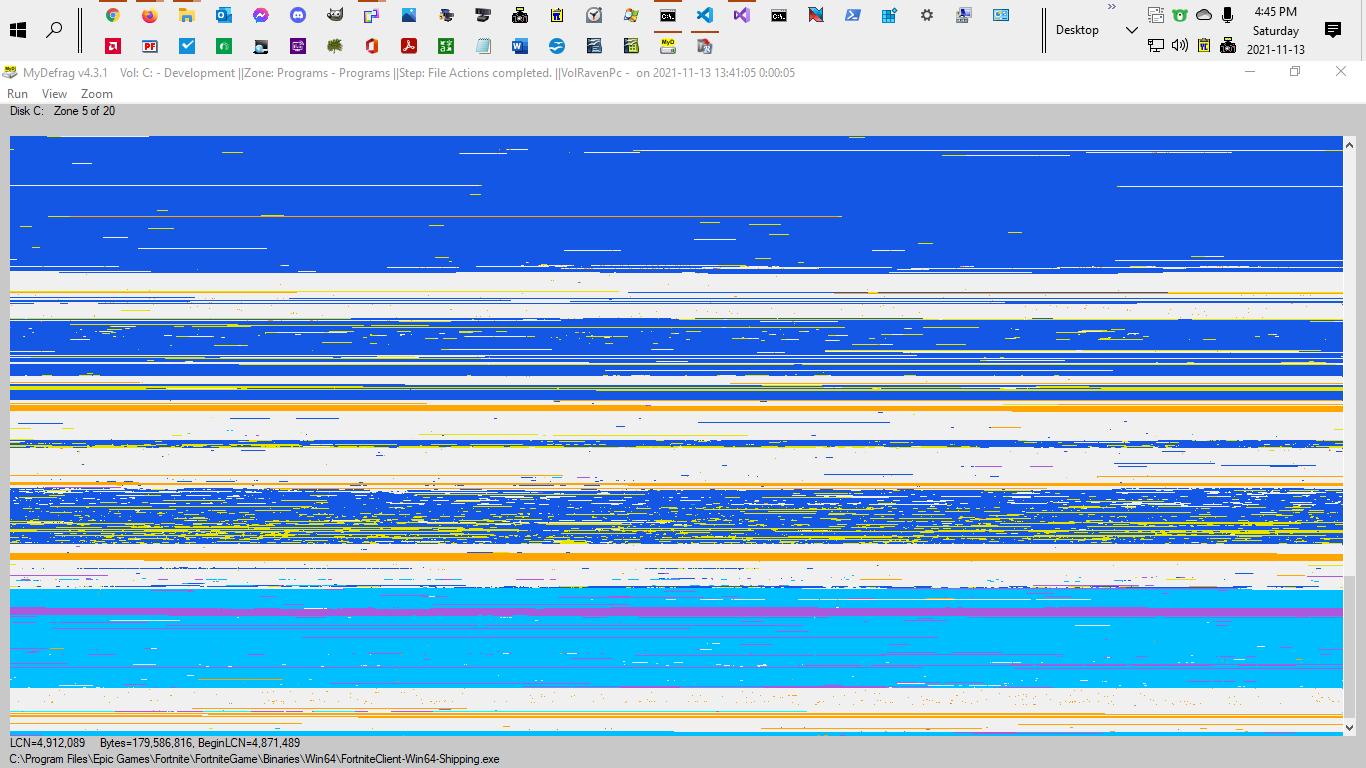 4:45 PM
Desktop
Saturday
2021-11-13
MyDefrag v4.3.1 Vol: C: - Development ||Zone: Programs - Programs ||Step: File Actions completed. ||VolRavenPc - on 2021-11-13 13:41:05 0:00:05
Run View Zoom
Disk C: Zone 5 of 20
LCN=4,912,089 Bytes=179,586,816, BeginLCN=4,871,489
C:\Program Files\Epic Games\Fortnite\FortniteGame\Binaries\Win64\FortniteClient-Win64-Shipping.exe